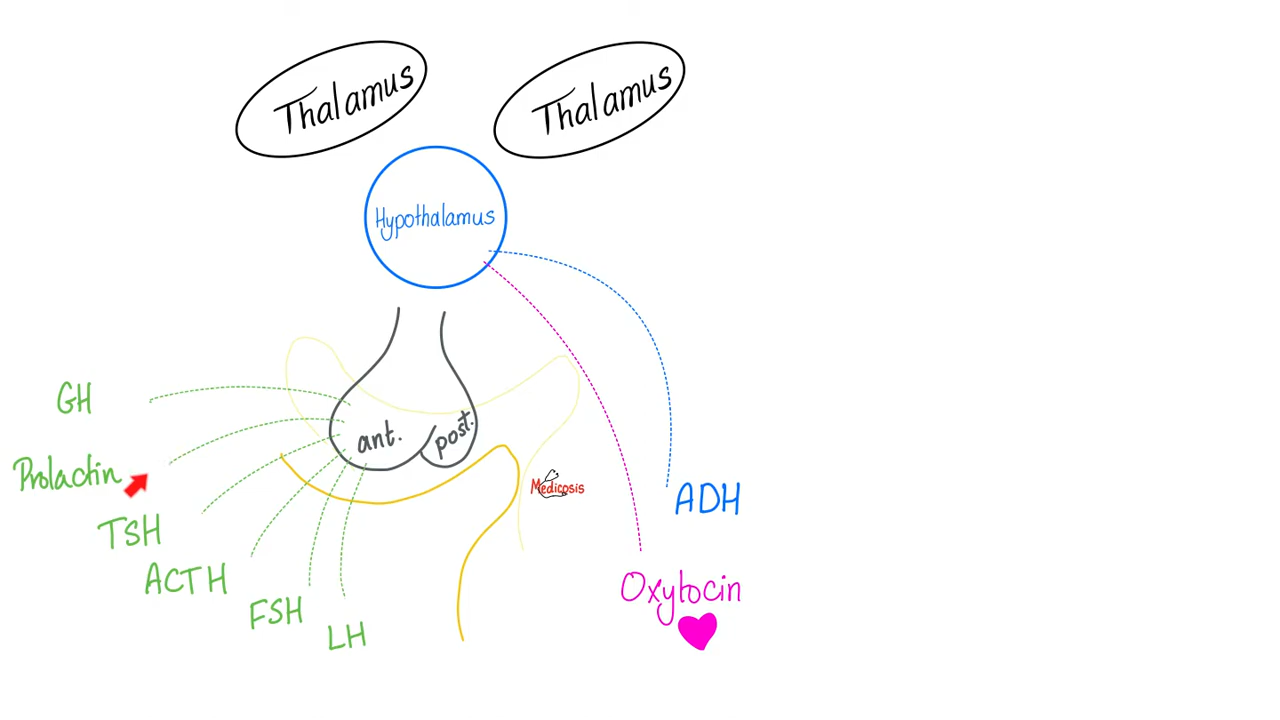 Thalamus
Thalamus
Hypothalamus
ant.
post.
GH
Prolactin
TSH
ACTH
FSH
LH
Medicosis
ADH
Oxytocin